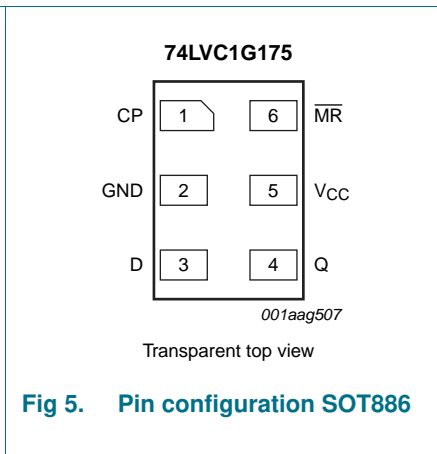 74LVC1G175
CP 1 6 M̅R̅
GND 2 5 VCC
D 3 4 Q
001aag507
Transparent top view
Fig 5. Pin configuration SOT886